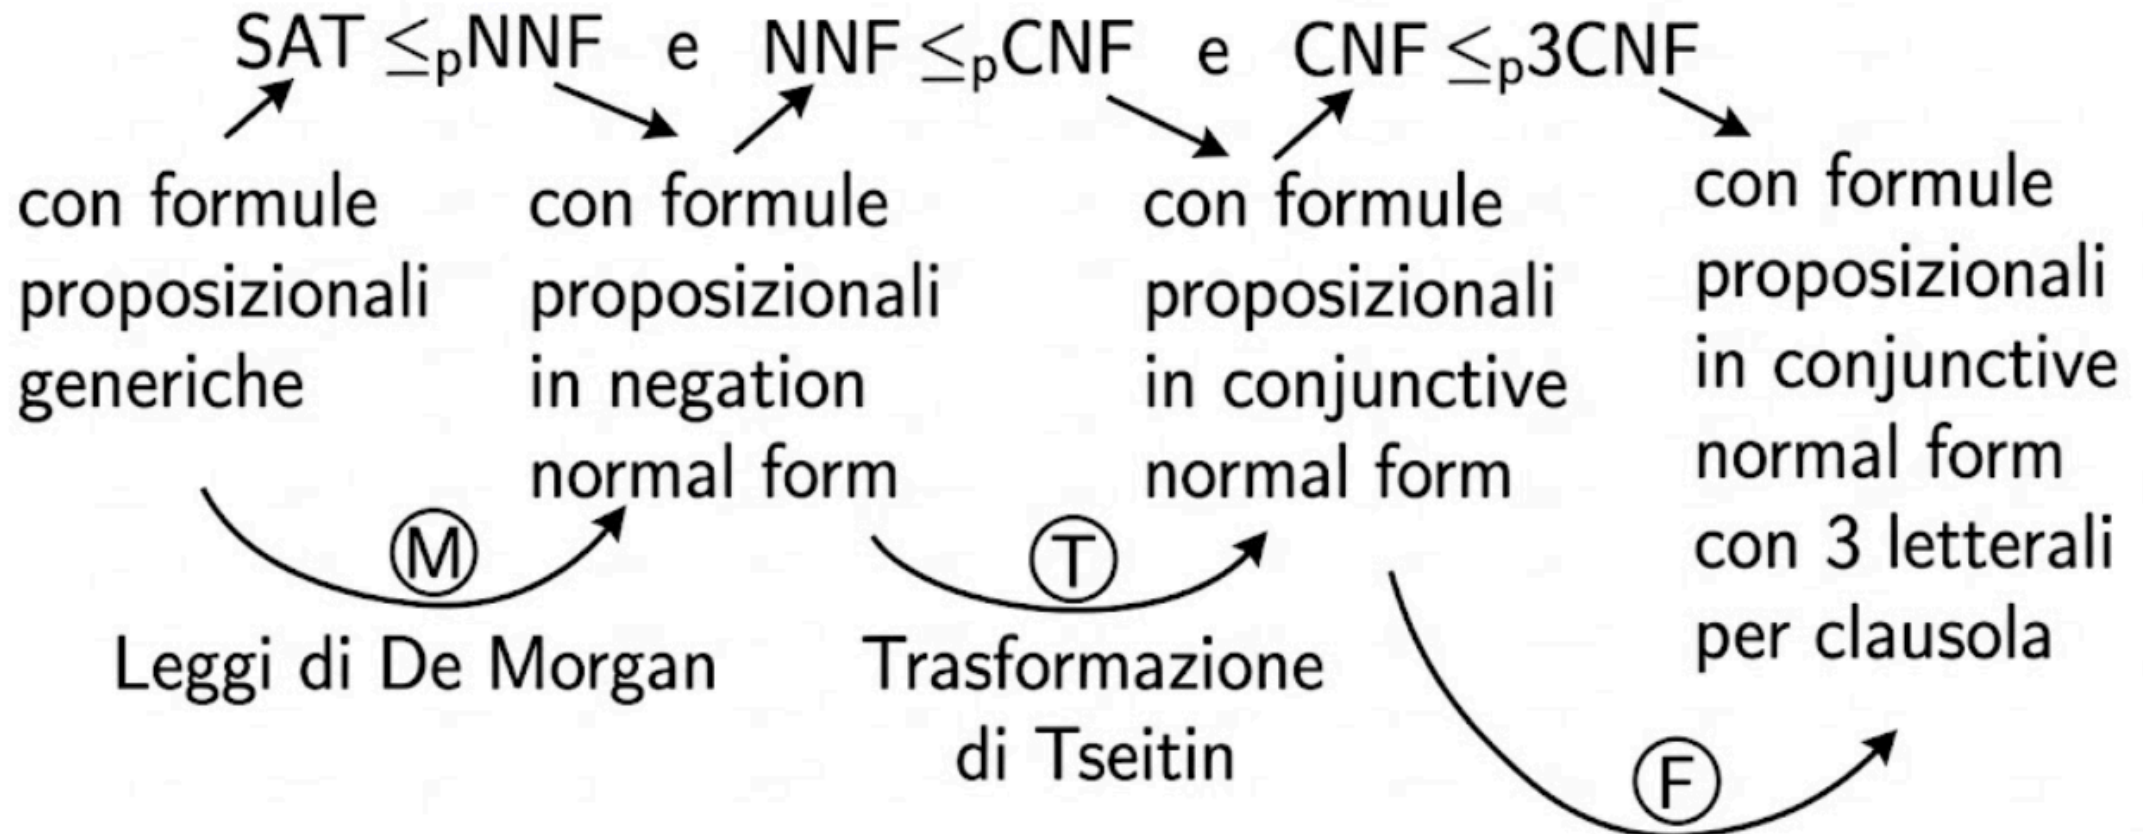 SAT ≤pNNF e NNF ≤pCNF e CNF ≤p3CNF
con formule
proposizionali
generiche
con formule
proposizionali
in negation
normal form
con formule
proposizionali
in conjunctive
normal form
con formule
proposizionali
in conjunctive
normal form
con 3 letterali
per clausola
M
Leggi di De Morgan
T
Trasformazione
di Tseitin
F